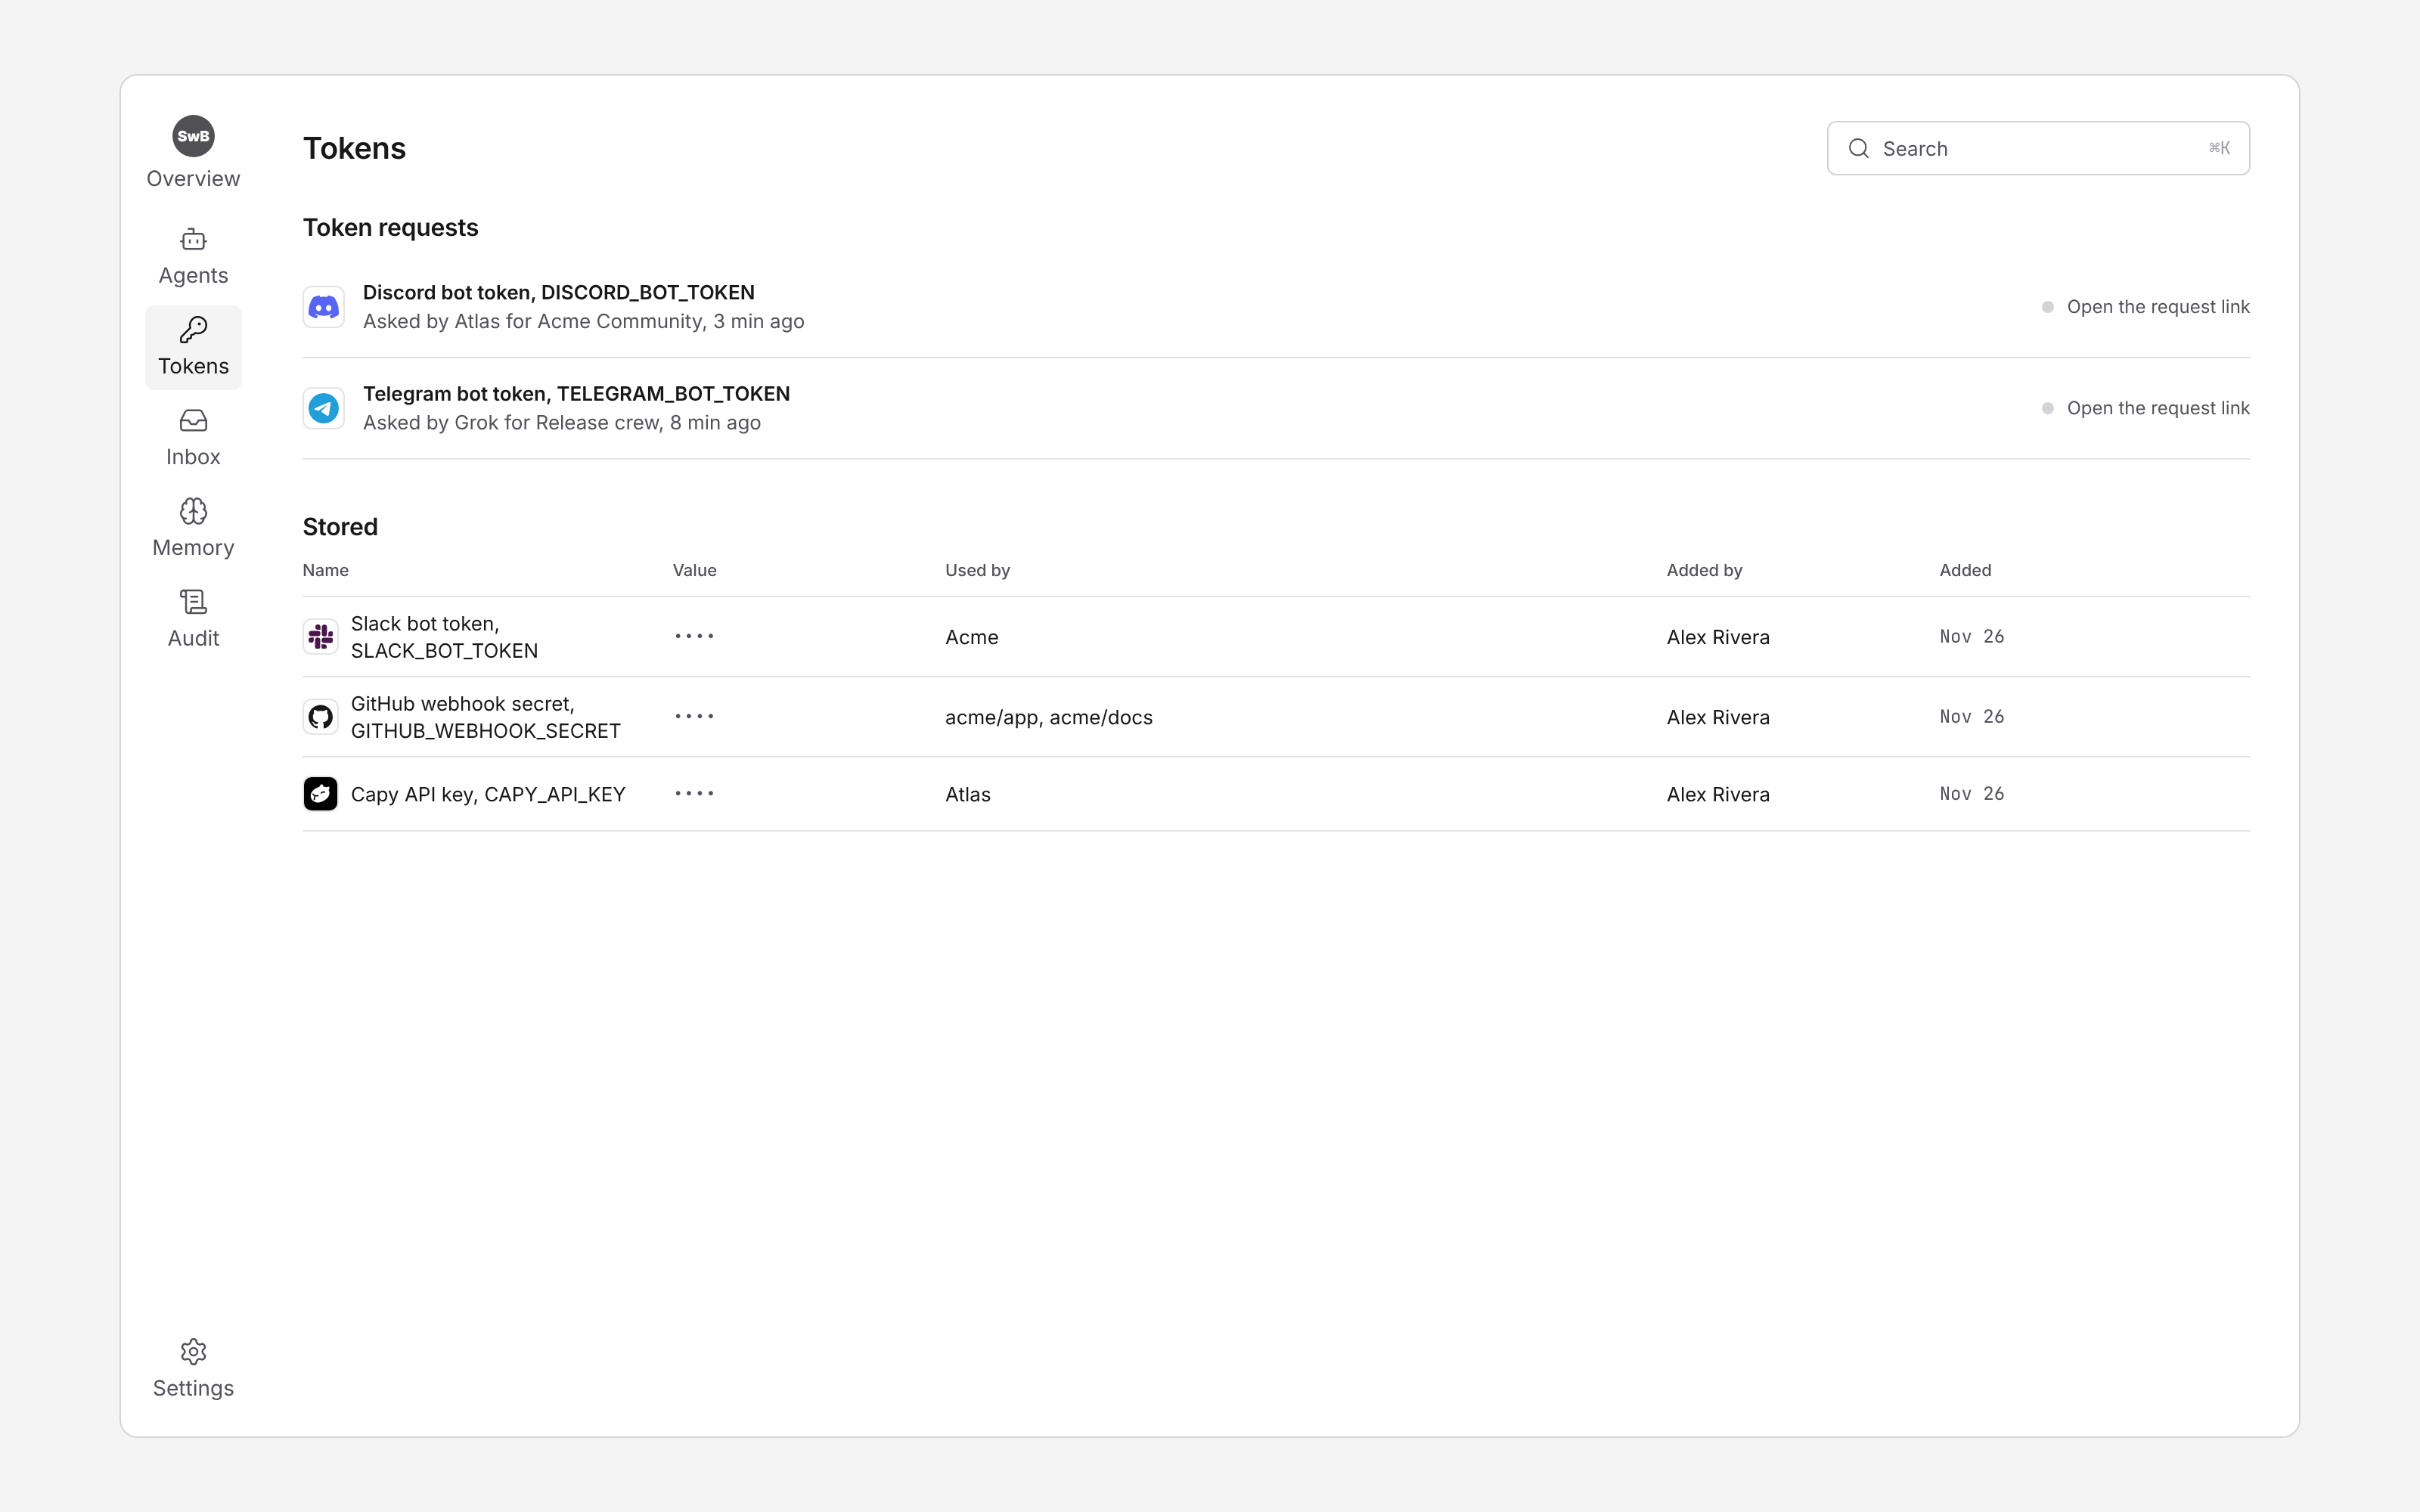 SwB
Overview
Agents
Tokens
Inbox
Memory
Audit
Settings
Tokens
Search
⌘K
Token requests
Discord bot token, DISCORD_BOT_TOKEN
Asked by Atlas for Acme Community, 3 min ago
Open the request link
Telegram bot token, TELEGRAM_BOT_TOKEN
Asked by Grok for Release crew, 8 min ago
Open the request link
Stored
Name Value Used by Added by Added
Slack bot token,
SLACK_BOT_TOKEN
•••• Acme Alex Rivera Nov 26
GitHub webhook secret,
GITHUB_WEBHOOK_SECRET
•••• acme/app, acme/docs Alex Rivera Nov 26
Capy API key, CAPY_API_KEY •••• Atlas Alex Rivera Nov 26